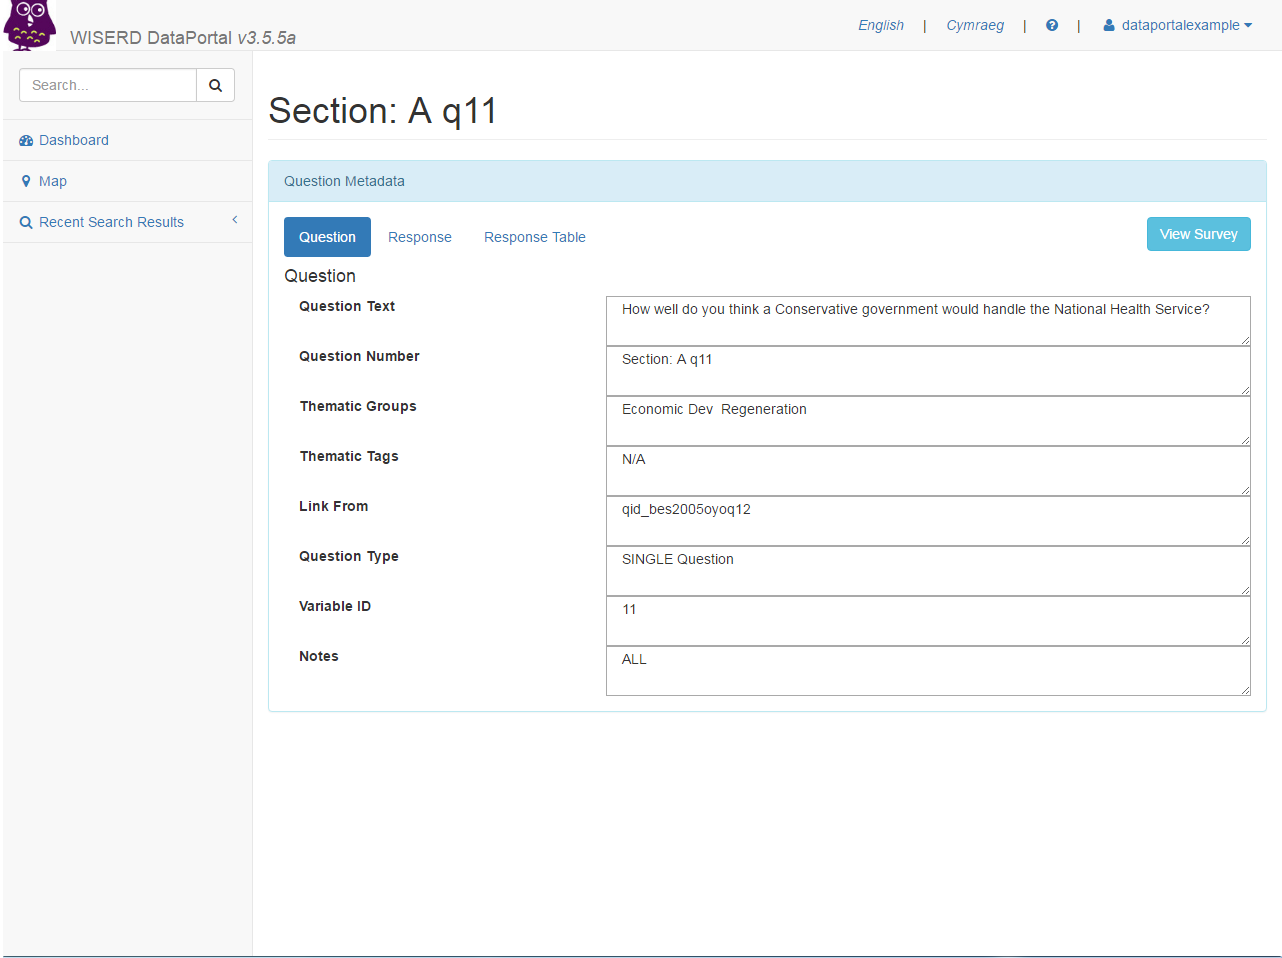 WISERD DataPortal v3.5.5a
English | Cymraeg | | dataportalexample
Search...
Dashboard
Map
Recent Search Results
Section: A q11
Question Metadata
Question Response Response Table View Survey
Question
Question Text How well do you think a Conservative government would handle the National Health Service?
Question Number Section: A q11
Thematic Groups Economic Dev  Regeneration
Thematic Tags N/A
Link From qid_bes2005oyoq12
Question Type SINGLE Question
Variable ID 11
Notes ALL